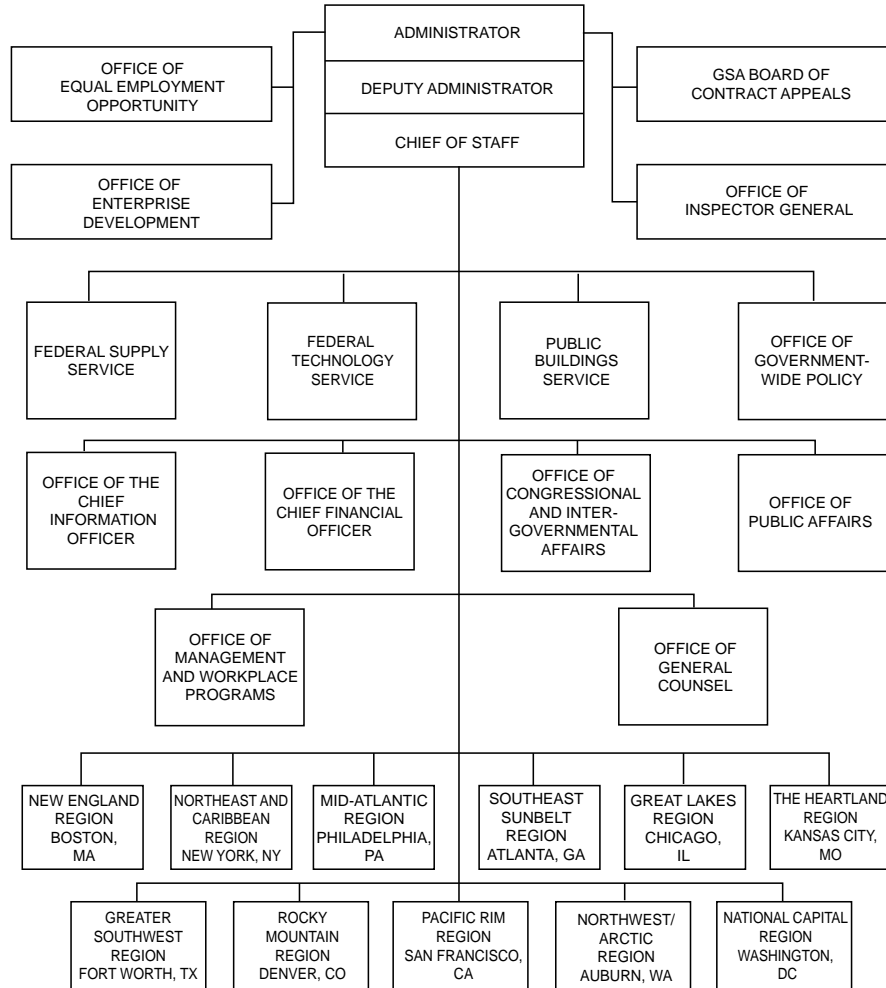 ADMINISTRATOR
DEPUTY ADMINISTRATOR
CHIEF OF STAFF
OFFICE OF
EQUAL EMPLOYMENT
OPPORTUNITY
GSA BOARD OF
CONTRACT APPEALS
OFFICE OF
ENTERPRISE
DEVELOPMENT
OFFICE OF
INSPECTOR GENERAL
FEDERAL SUPPLY
SERVICE
FEDERAL
TECHNOLOGY
SERVICE
PUBLIC
BUILDINGS
SERVICE
OFFICE OF
GOVERNMENT-
WIDE POLICY
OFFICE OF THE
CHIEF
INFORMATION
OFFICER
OFFICE OF THE
CHIEF FINANCIAL
OFFICER
OFFICE OF
CONGRESSIONAL
AND INTER-
GOVERNMENTAL
AFFAIRS
OFFICE OF
PUBLIC AFFAIRS
OFFICE OF
MANAGEMENT
AND WORKPLACE
PROGRAMS
OFFICE OF
GENERAL
COUNSEL
NEW ENGLAND
REGION
BOSTON,
MA
NORTHEAST AND
CARIBBEAN
REGION
NEW YORK, NY
MID-ATLANTIC
REGION
PHILADELPHIA,
PA
SOUTHEAST
SUNBELT
REGION
ATLANTA, GA
GREAT LAKES
REGION
CHICAGO,
IL
THE HEARTLAND
REGION
KANSAS CITY,
MO
GREATER
SOUTHWEST
REGION
FORT WORTH, TX
ROCKY
MOUNTAIN
REGION
DENVER, CO
PACIFIC RIM
REGION
SAN FRANCISCO,
CA
NORTHWEST/
ARCTIC
REGION
AUBURN, WA
NATIONAL CAPITAL
REGION
WASHINGTON,
DC